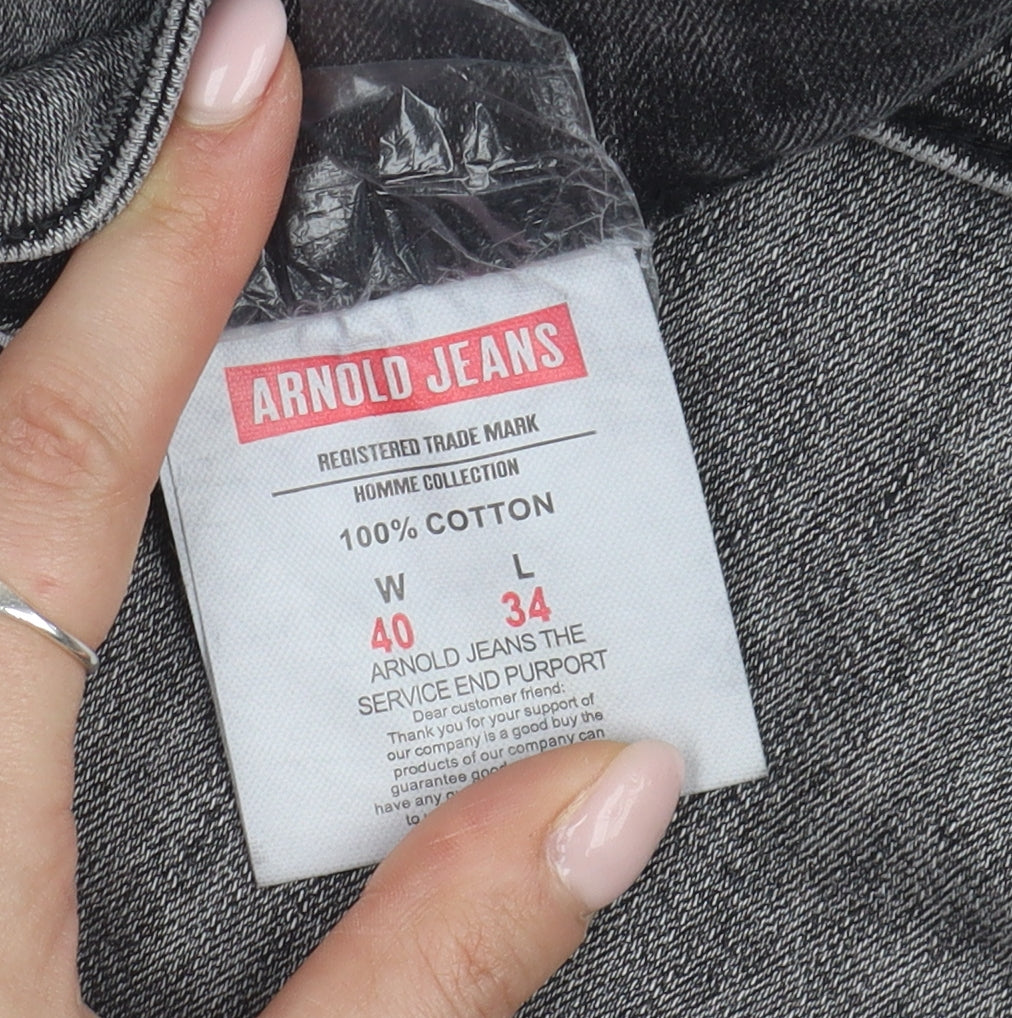 ARNOLD JEANS
REGISTERED TRADE MARK
HOMME COLLECTION
100% COTTON
W L
40 34
ARNOLD JEANS THE
SERVICE END PURPORT
Dear customer friend:
Thank you for your support of
our company is a good buy the
products of our company can
guarantee good
have any
to